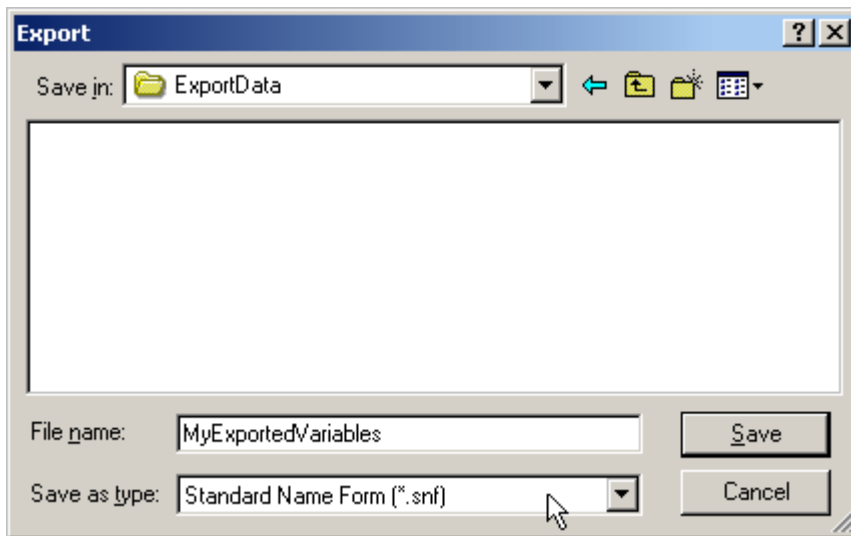 Export
Save in: ExportData
File name: MyExportedVariables Save
Save as type: Standard Name Form (*.snf) Cancel